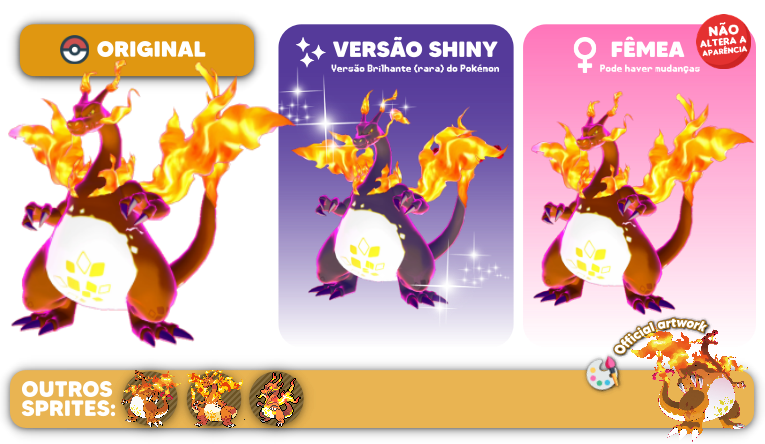 ORIGINAL
VERSÃO SHINY
Versão Brilhante (rara) do Pokémon
FÊMEA
Pode haver mudanças
NÃO
ALTERA A
APARÊNCIA
Official artwork
OUTROS
SPRITES: